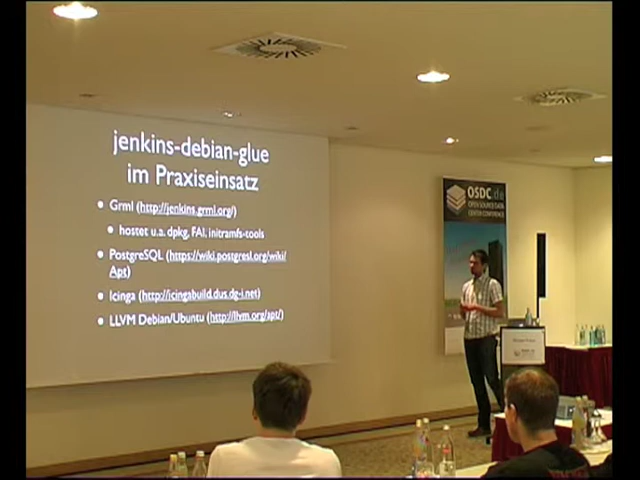 jenkins-debian-glue
im Praxiseinsatz
• Grml (http://jenkins.grml.org/)
• hostet u.a. dpkg, FAI, initramfs-tools
• PostgreSQL (https://wiki.postgresql.org/wiki/
Apt)
• Icinga (http://icingabuild.dus.dg-i.net)
• LLVM Debian/Ubuntu (http://llvm.org/apt/)
OSDC.de
OPEN SOURCE DATA
CENTER CONFERENCE